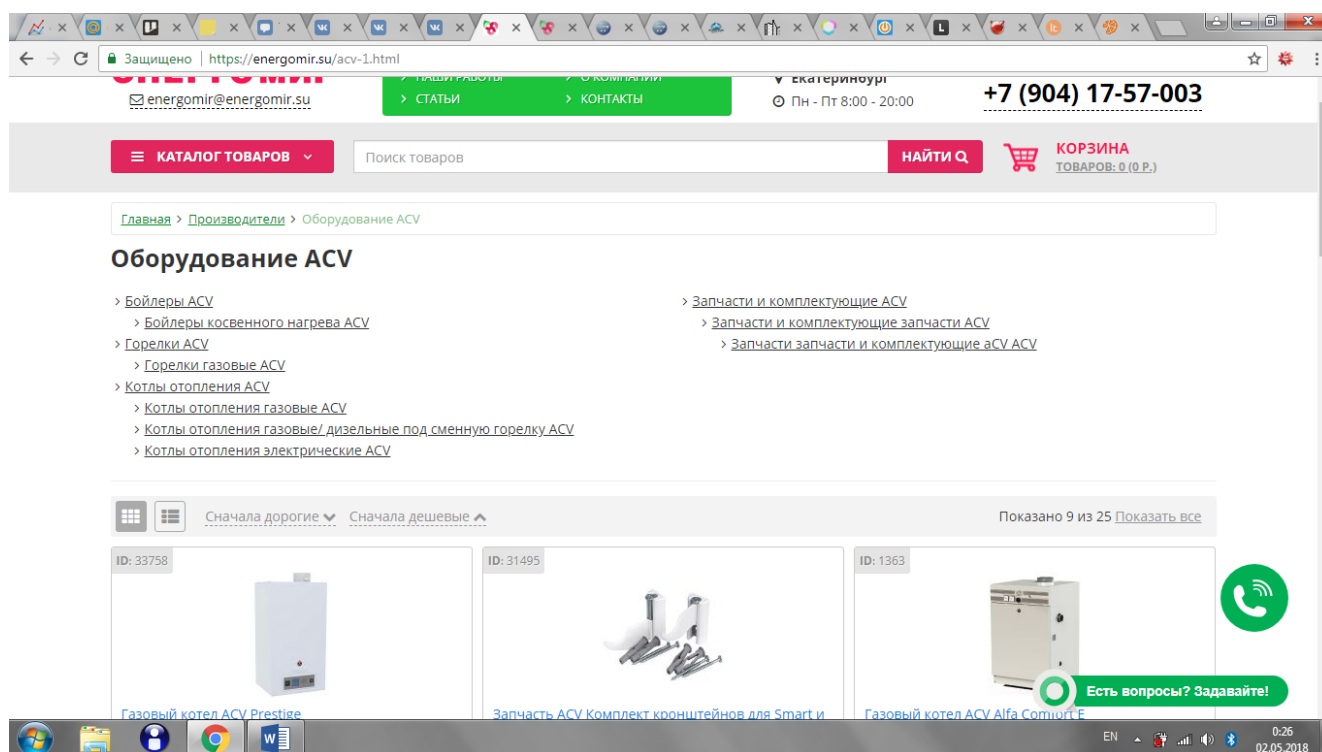 Защищено https://energomir.su/acv-1.html
ЭНЕРГОМИР
> НАШИ РАБОТЫ > О КОМПАНИИ
Екатеринбург
energomir@energomir.su
> СТАТЬИ > КОНТАКТЫ
Пн - Пт 8:00 - 20:00
+7 (904) 17-57-003
КАТАЛОГ ТОВАРОВ
Поиск товаров
НАЙТИ
КОРЗИНА
ТОВАРОВ: 0 (0 Р.)
Главная > Производители > Оборудование ACV
Оборудование ACV
> Бойлеры ACV
> Бойлеры косвенного нагрева ACV
> Горелки ACV
> Горелки газовые ACV
> Котлы отопления ACV
> Котлы отопления газовые ACV
> Котлы отопления газовые/ дизельные под сменную горелку ACV
> Котлы отопления электрические ACV
> Запчасти и комплектующие ACV
> Запчасти и комплектующие запчасти ACV
> Запчасти запчасти и комплектующие аCV ACV
Сначала дорогие Сначала дешевые
Показано 9 из 25 Показать все
ID: 33758
ID: 31495
ID: 1363
Есть вопросы? Задавайте!
Газовый котел ACV Prestige
Запчасть ACV Комплект кронштейнов для Smart и
Газовый котел ACV Alfa Comfort E
EN
0:26
02.05.2018